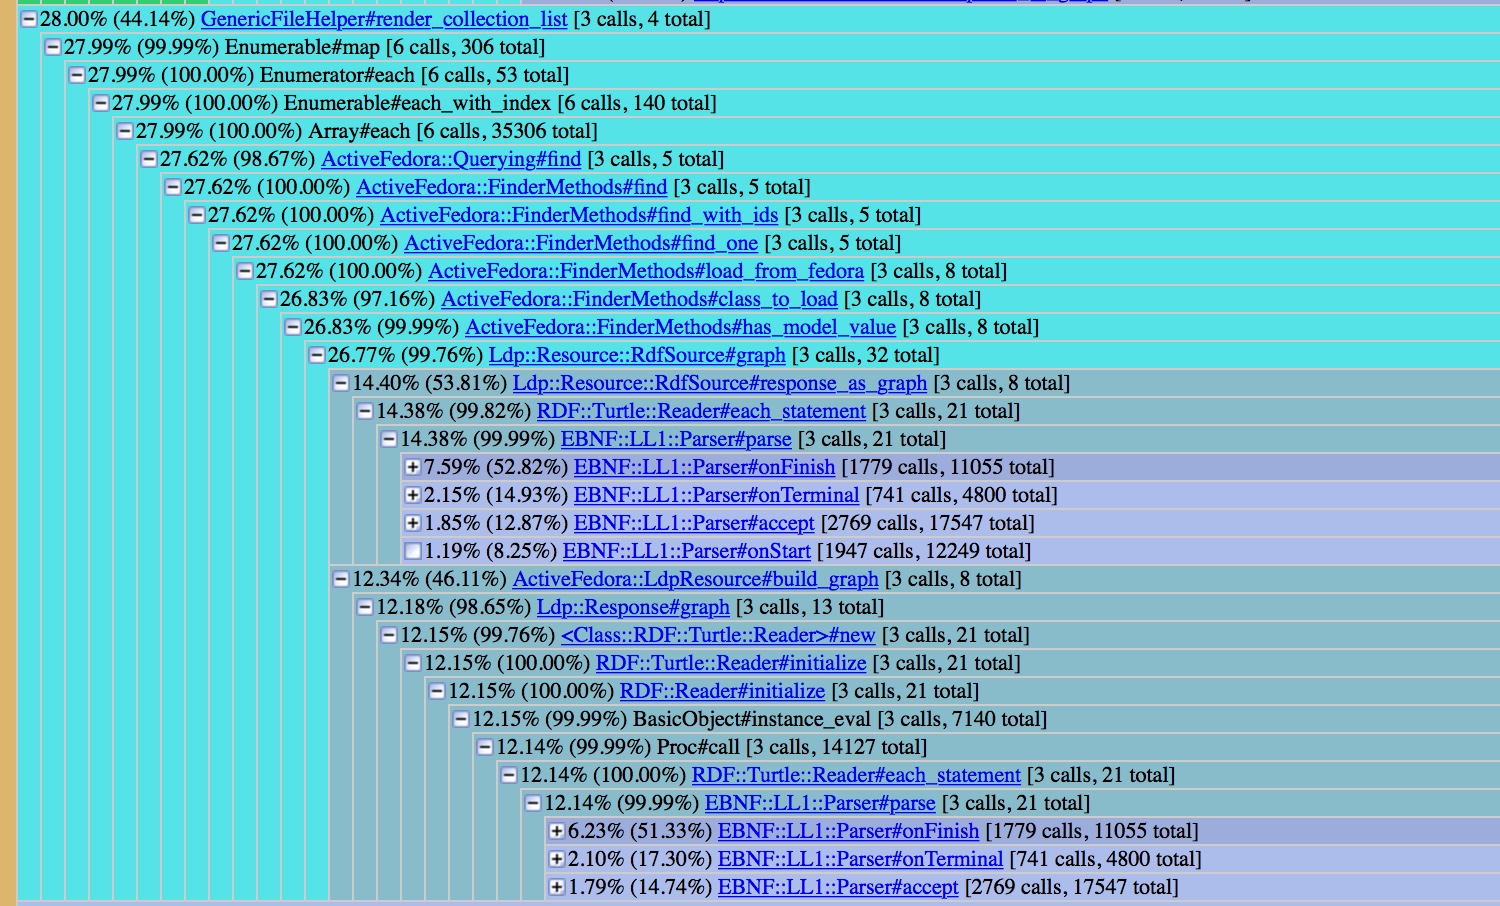 28.00% (44.14%) GenericFileHelper#render_collection_list [3 calls, 4 total]
27.99% (99.99%) Enumerable#map [6 calls, 306 total]
27.99% (100.00%) Enumerator#each [6 calls, 53 total]
27.99% (100.00%) Enumerable#each_with_index [6 calls, 140 total]
27.99% (100.00%) Array#each [6 calls, 35306 total]
27.62% (98.67%) ActiveFedora::Querying#find [3 calls, 5 total]
27.62% (100.00%) ActiveFedora::FinderMethods#find [3 calls, 5 total]
27.62% (100.00%) ActiveFedora::FinderMethods#find_with_ids [3 calls, 5 total]
27.62% (100.00%) ActiveFedora::FinderMethods#find_one [3 calls, 5 total]
27.62% (100.00%) ActiveFedora::FinderMethods#load_from_fedora [3 calls, 8 total]
26.83% (97.16%) ActiveFedora::FinderMethods#class_to_load [3 calls, 8 total]
26.83% (99.99%) ActiveFedora::FinderMethods#has_model_value [3 calls, 8 total]
26.77% (99.76%) Ldp::Resource::RdfSource#graph [3 calls, 32 total]
14.40% (53.81%) Ldp::Resource::RdfSource#response_as_graph [3 calls, 8 total]
14.38% (99.82%) RDF::Turtle::Reader#each_statement [3 calls, 21 total]
14.38% (99.99%) EBNF::LL1::Parser#parse [3 calls, 21 total]
7.59% (52.82%) EBNF::LL1::Parser#onFinish [1779 calls, 11055 total]
2.15% (14.93%) EBNF::LL1::Parser#onTerminal [741 calls, 4800 total]
1.85% (12.87%) EBNF::LL1::Parser#accept [2769 calls, 17547 total]
1.19% (8.25%) EBNF::LL1::Parser#onStart [1947 calls, 12249 total]
12.34% (46.11%) ActiveFedora::LdpResource#build_graph [3 calls, 8 total]
12.18% (98.65%) Ldp::Response#graph [3 calls, 13 total]
12.15% (99.76%) <Class::RDF::Turtle::Reader>#new [3 calls, 21 total]
12.15% (100.00%) RDF::Turtle::Reader#initialize [3 calls, 21 total]
12.15% (100.00%) RDF::Reader#initialize [3 calls, 21 total]
12.15% (99.99%) BasicObject#instance_eval [3 calls, 7140 total]
12.14% (99.99%) Proc#call [3 calls, 14127 total]
12.14% (100.00%) RDF::Turtle::Reader#each_statement [3 calls, 21 total]
12.14% (99.99%) EBNF::LL1::Parser#parse [3 calls, 21 total]
6.23% (51.33%) EBNF::LL1::Parser#onFinish [1779 calls, 11055 total]
2.10% (17.30%) EBNF::LL1::Parser#onTerminal [741 calls, 4800 total]
1.79% (14.74%) EBNF::LL1::Parser#accept [2769 calls, 17547 total]